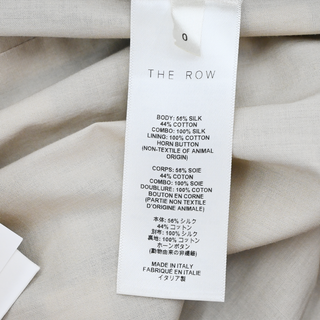 0
THE ROW
BODY: 56% SILK
44% COTTON
COMBO: 100% SILK
LINING: 100% COTTON
HORN BUTTON
(NON-TEXTILE OF ANIMAL
ORIGIN)
CORPS: 56% SOIE
44% COTON
COMBO: 100% SOIE
DOUBLURE: 100% COTON
BOUTON EN CORNE
(PARTIE NON TEXTILE
D'ORIGINE ANIMALE)
本体: 56% シルク
44% コットン
別布: 100% シルク
裏地: 100% コットン
ホーンボタン
(動物由来の非繊維)
MADE IN ITALY
FABRIQUÉ EN ITALIE
イタリア製